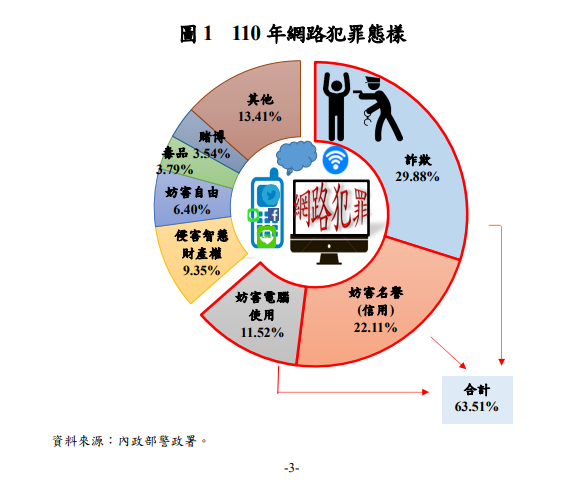 圖 1 110 年網路犯罪態樣
其他
13.41%
賭博
3.54%
毒品
3.79%
妨害自由
6.40%
侵害智慧
財產權
9.35%
妨害電腦
使用
11.52%
妨害名譽
(信用)
22.11%
詐欺
29.88%
網路犯罪
合計
63.51%
資料來源：內政部警政署。
-3-